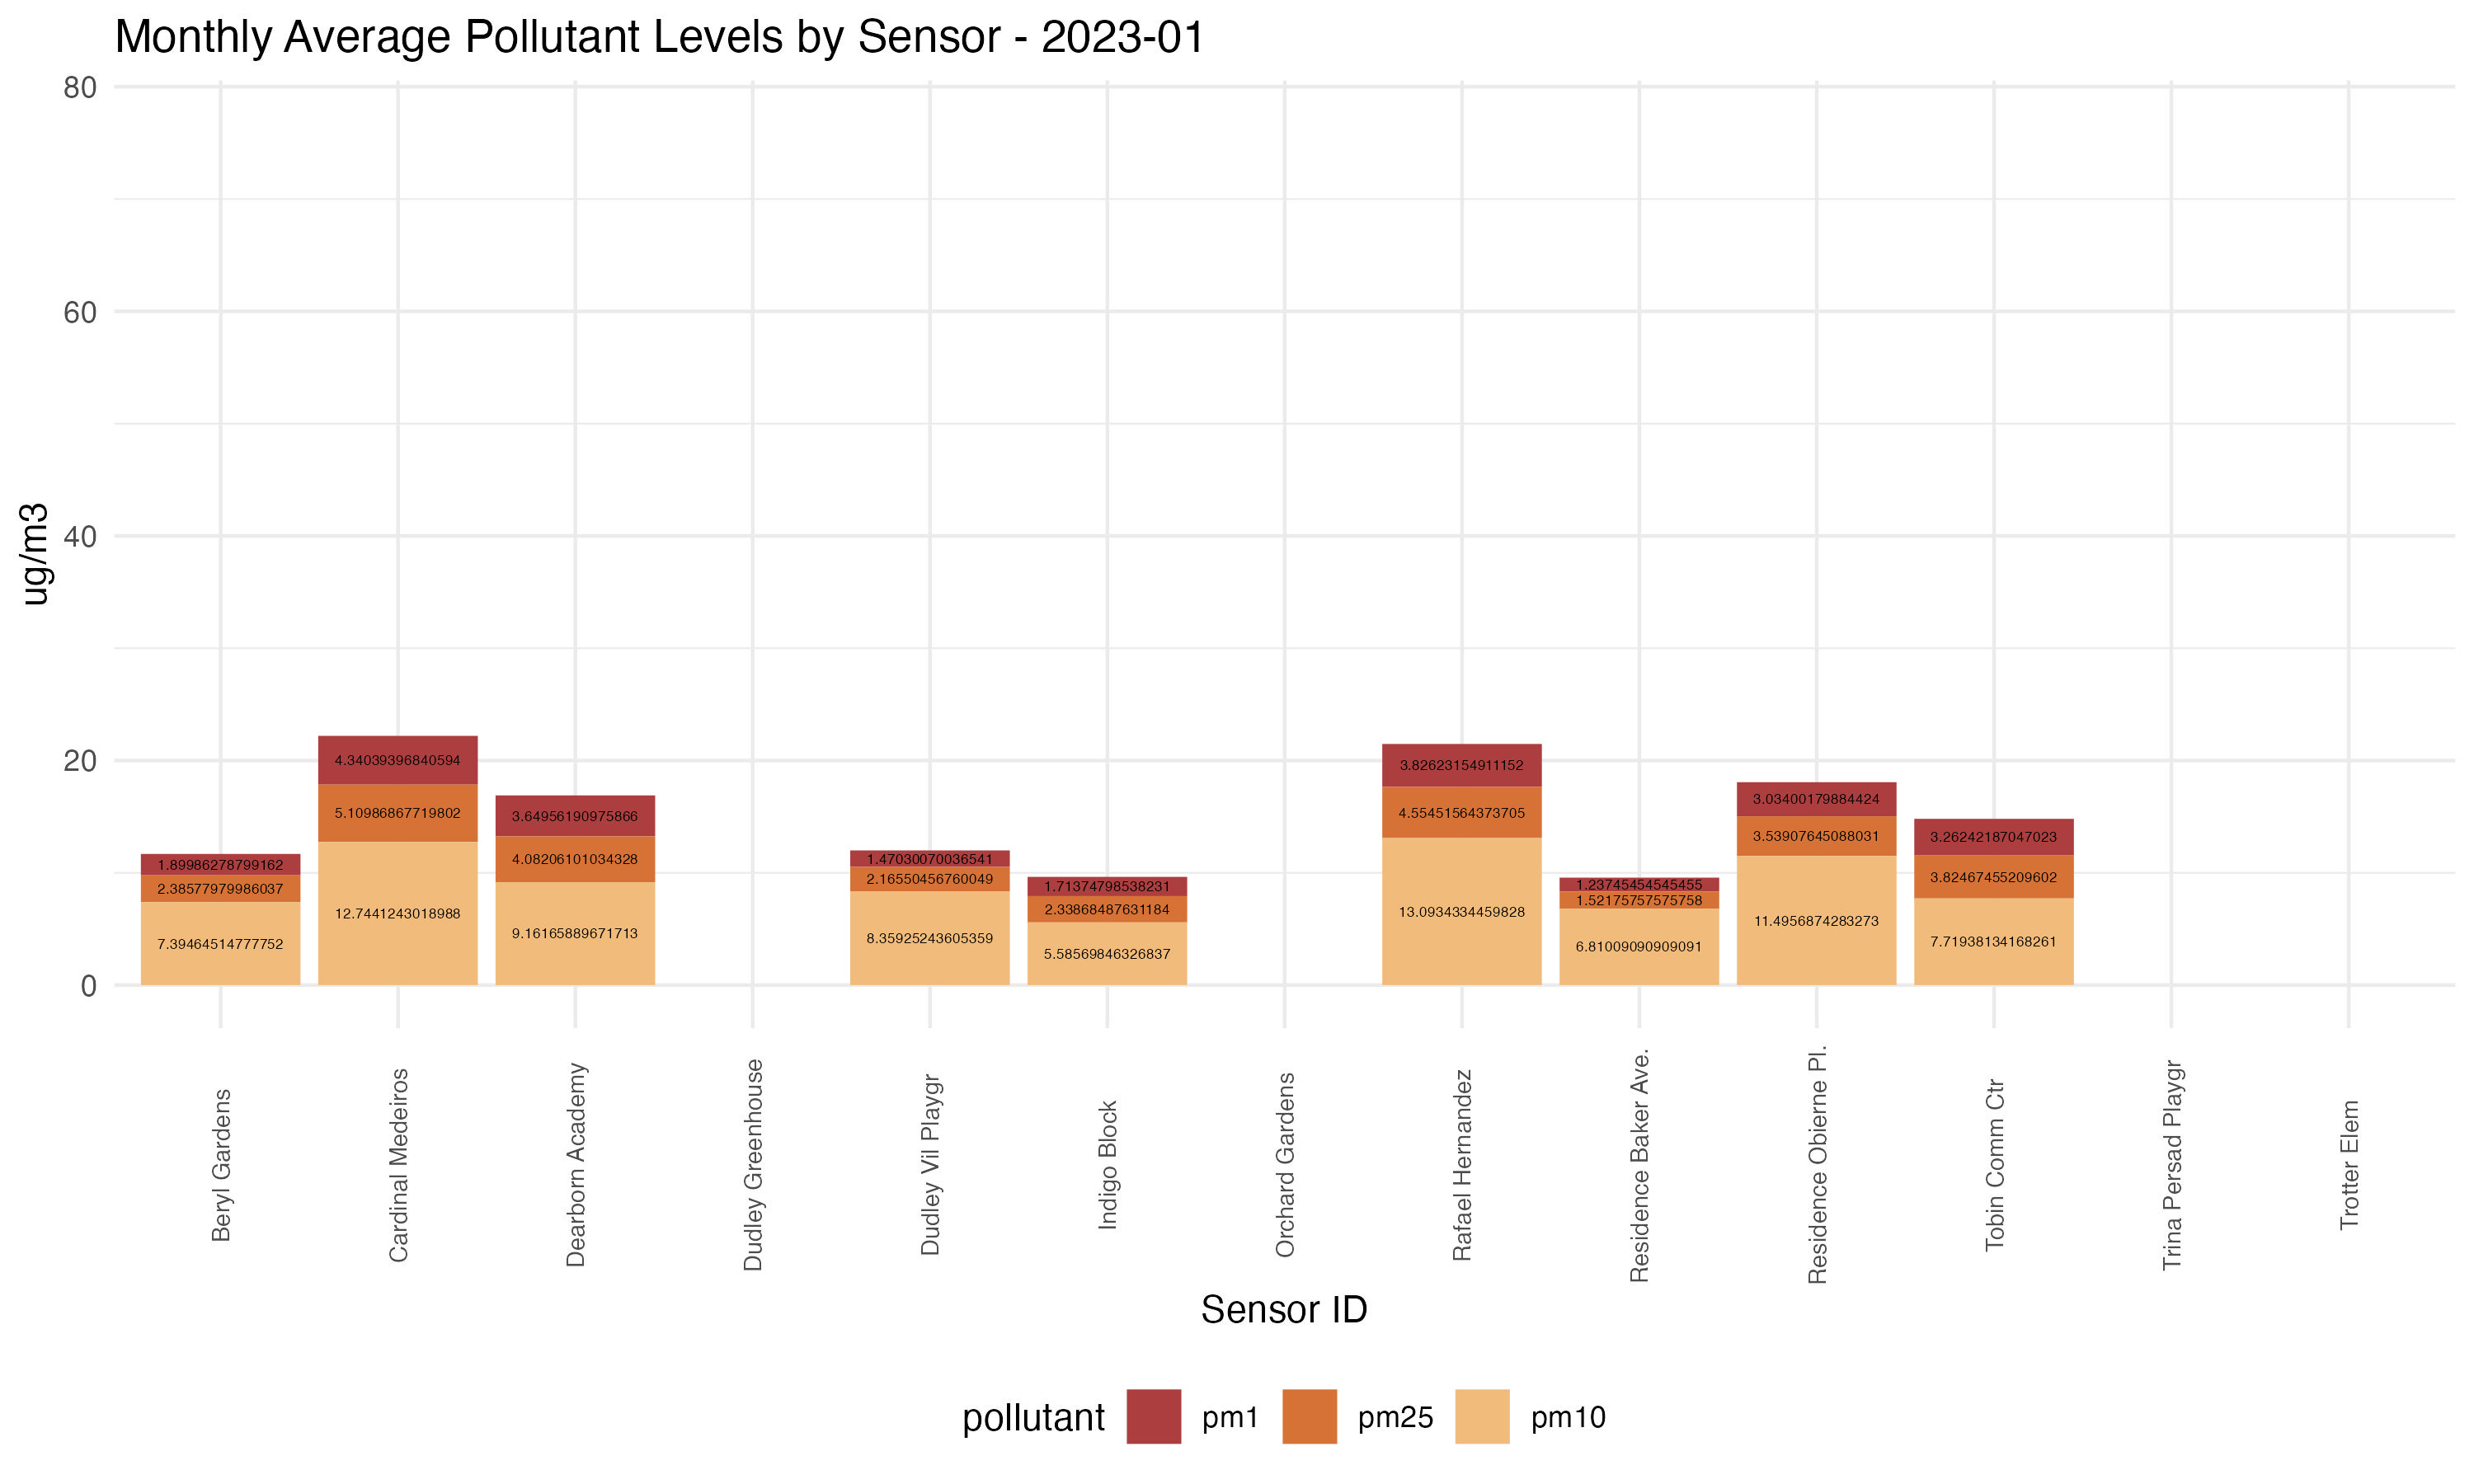 Monthly Average Pollutant Levels by Sensor - 2023-01
80
60
40
20
0
ug/m3
1.89986278799162
2.38577979986037
7.39464514777752
4.34039396840594
5.10986867719802
12.7441243018988
3.64956190975866
4.08206101034328
9.16165889671713
1.47030070036541
2.16550456760049
8.35925243605359
1.71374798538231
2.33868487631184
5.58569846326837
3.82623154911152
4.55451564373705
13.0934334459828
1.23745454545455
1.52175757575758
6.81009090909091
3.03400179884424
3.53907645088031
11.4956874283273
3.26242187047023
3.82467455209602
7.71938134168261
Beryl Gardens
Cardinal Medeiros
Dearborn Academy
Dudley Greenhouse
Dudley Vil Playgr
Indigo Block
Orchard Gardens
Rafael Hernandez
Residence Baker Ave.
Residence Obierne Pl.
Tobin Comm Ctr
Trina Persad Playgr
Trotter Elem
Sensor ID
pollutant pm1 pm25 pm10